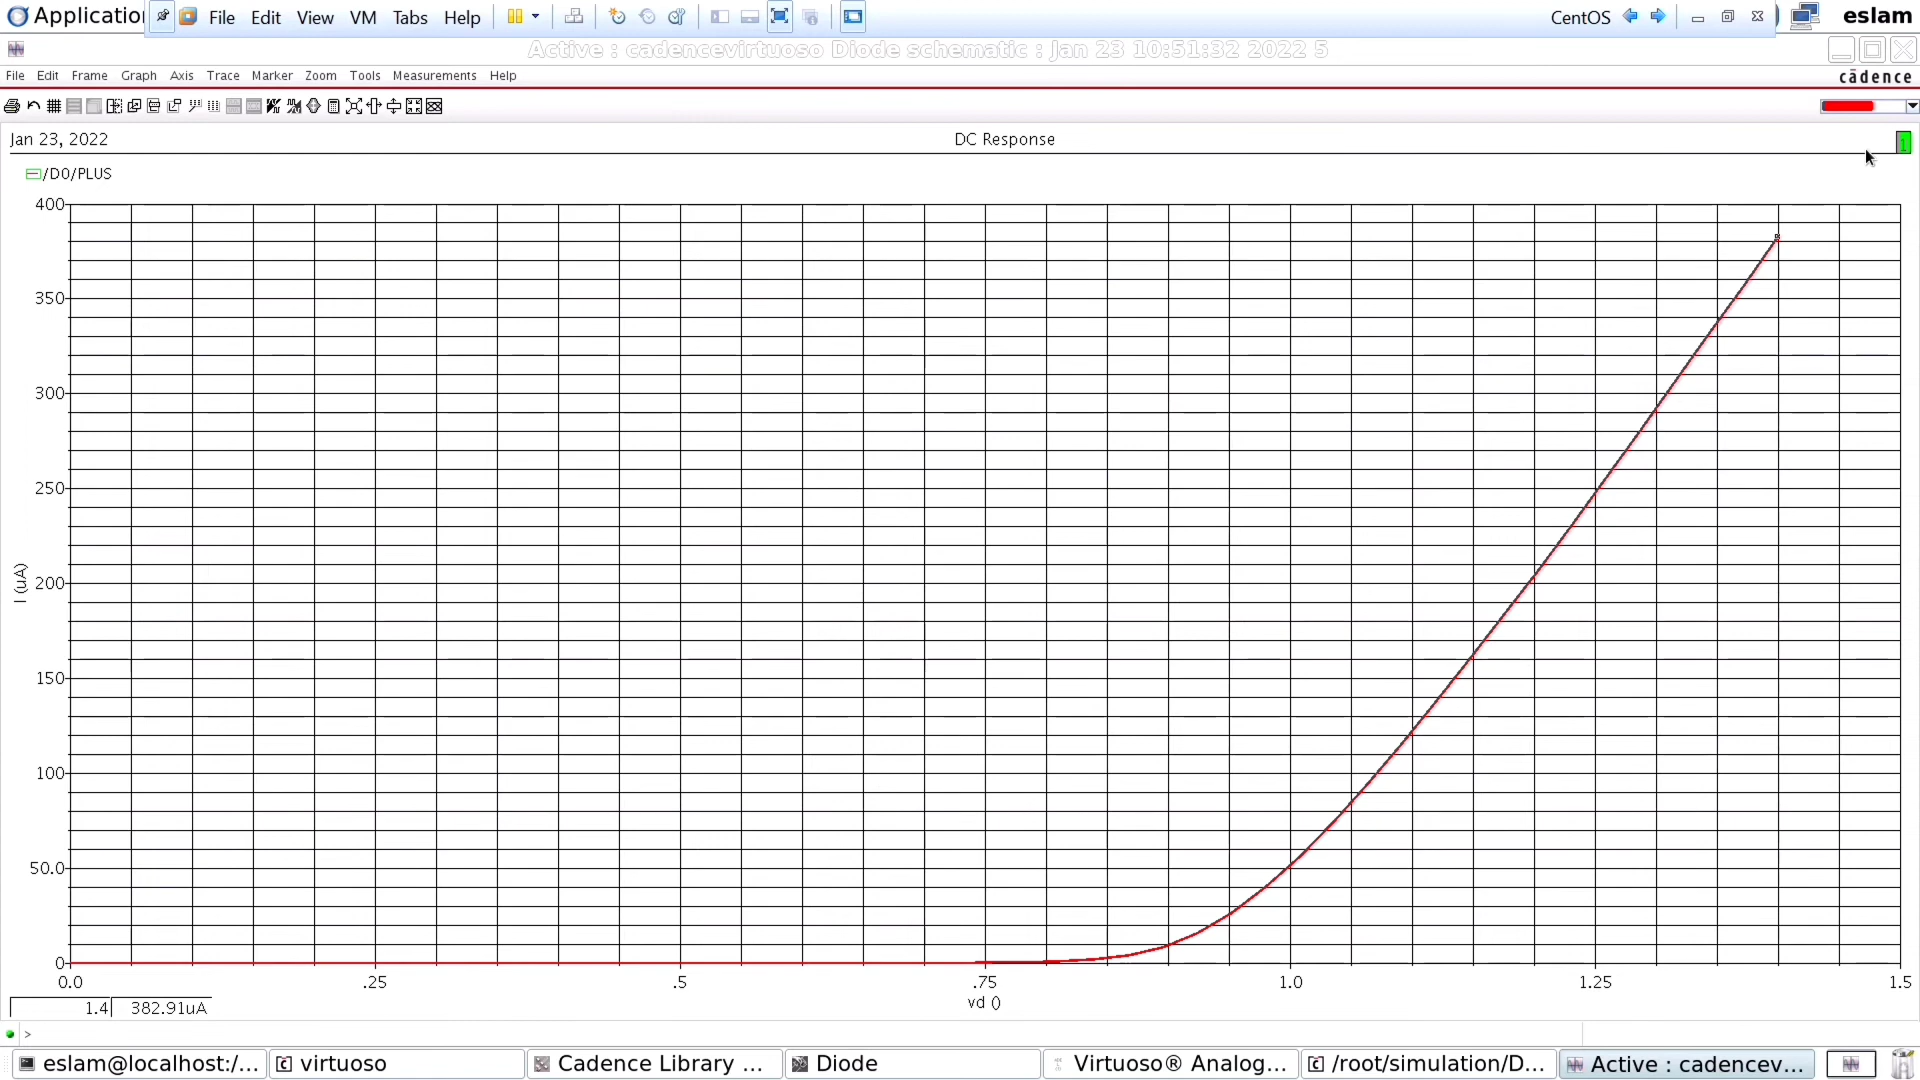 Application File Edit View VM Tabs Help CentOS eslam
Active : cadencevirtuoso Diode schematic : Jan 23 10:51:32 2022 5
File Edit Frame Graph Axis Trace Marker Zoom Tools Measurements Help cādence
Jan 23, 2022 DC Response 1
/D0/PLUS
400
350
300
250
I (uA)
200
150
100
50.0
0
0.0 .25 .5 .75 1.0 1.25 1.5
vd ()
1.4 382.91uA
>
eslam@localhost:/... virtuoso Cadence Library ... Diode Virtuoso® Analog... /root/simulation/D... Active : cadencev...